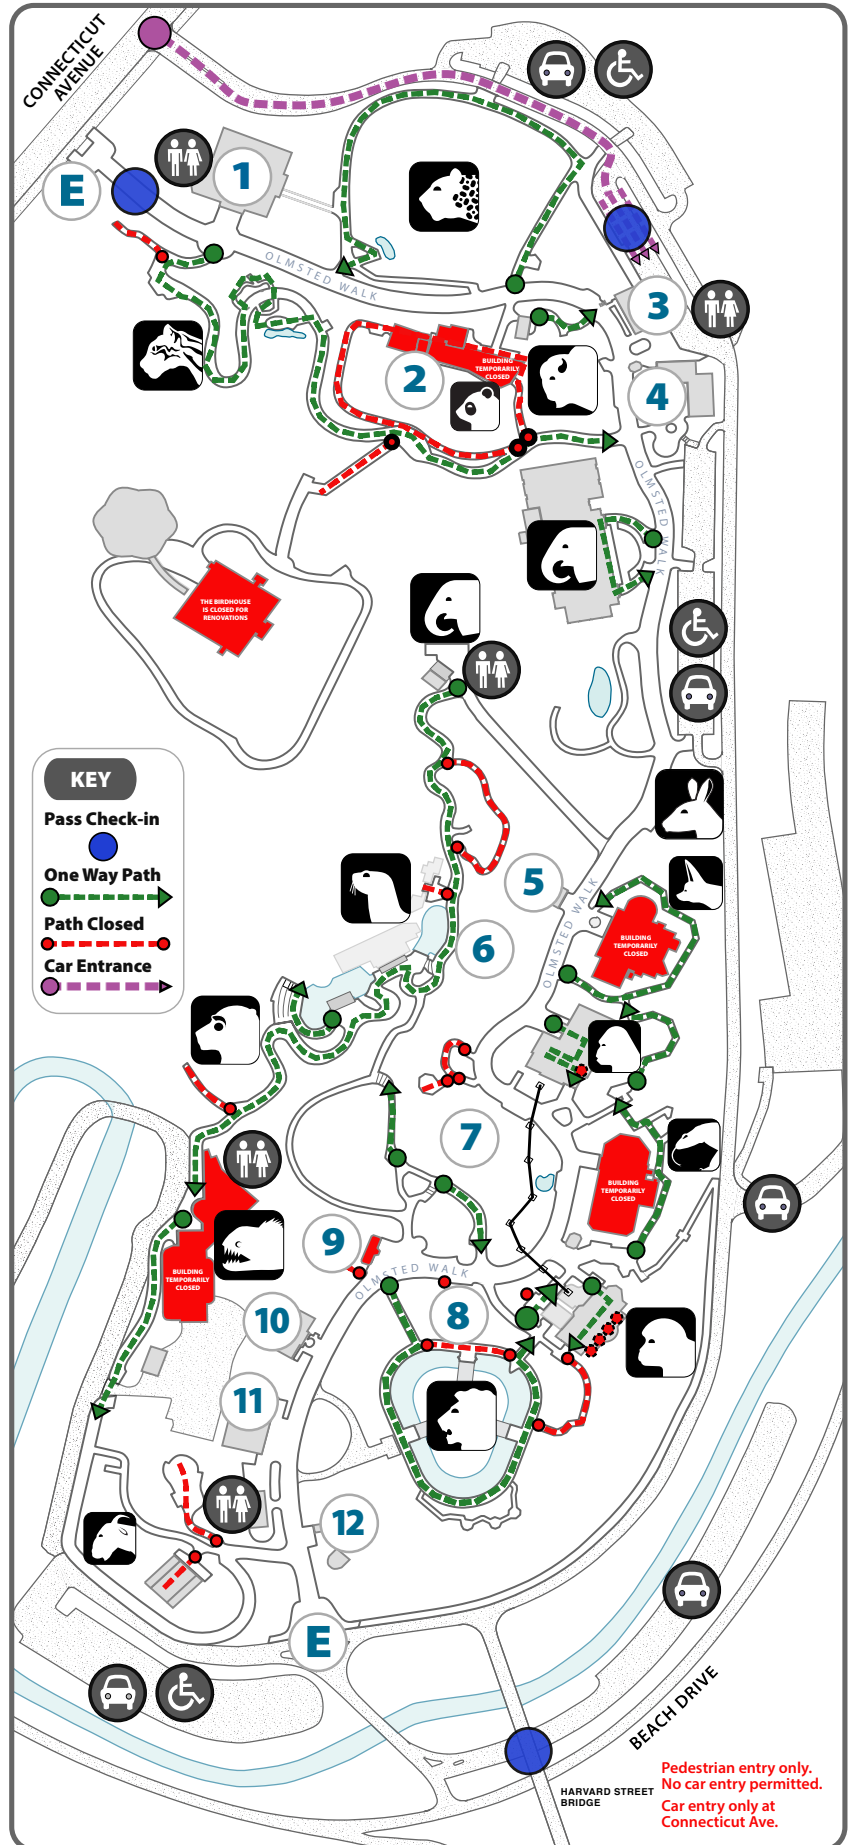 CONNECTICUT
AVENUE
E
1
OLMSTED WALK
3
2
BUILDING
TEMPORARILY
CLOSED
4
OLMSTED WALK
THE BIRDHOUSE
IS CLOSED FOR
RENOVATIONS
KEY
Pass Check-in
One Way Path
Path Closed
Car Entrance
5
OLMSTED WALK
6
BUILDING
TEMPORARILY
CLOSED
7
BUILDING
TEMPORARILY
CLOSED
9
OLMSTED WALK
BUILDING
TEMPORARILY
CLOSED
10
8
11
12
E
BEACH DRIVE
HARVARD STREET
BRIDGE
Pedestrian entry only.
No car entry permitted.
Car entry only at
Connecticut Ave.